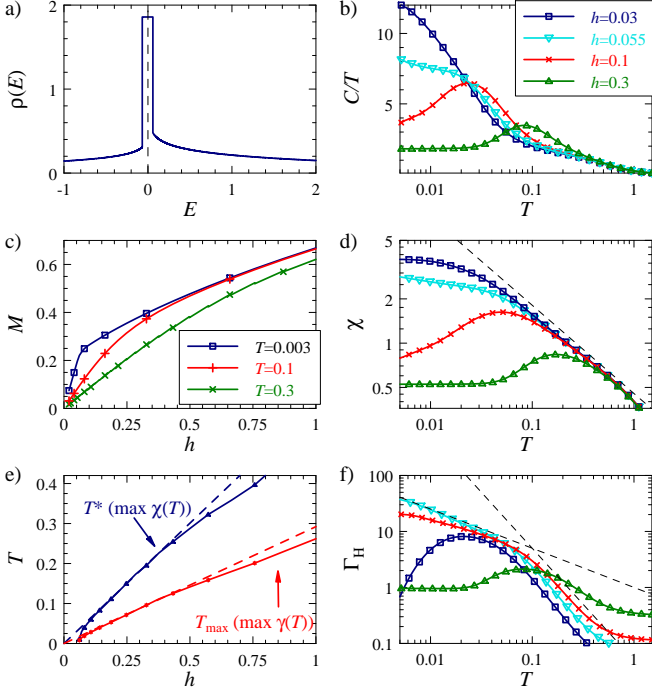 a)
ρ(E)
2
1
0
-1
0
1
2
E
b)
C/T
10
5
0
0.01
0.1
1
T
h=0.03
h=0.055
h=0.1
h=0.3
c)
M
0.6
0.4
0.2
0
0
0.25
0.5
0.75
1
h
T=0.003
T=0.1
T=0.3
d)
χ
5
2
1
0.5
0.01
0.1
1
T
e)
T
0.4
0.3
0.2
0.1
0
0
0.25
0.5
0.75
1
h
T* (max χ(T))
Tmax (max γ(T))
f)
ΓH
100
10
1
0.1
0.01
0.1
1
T